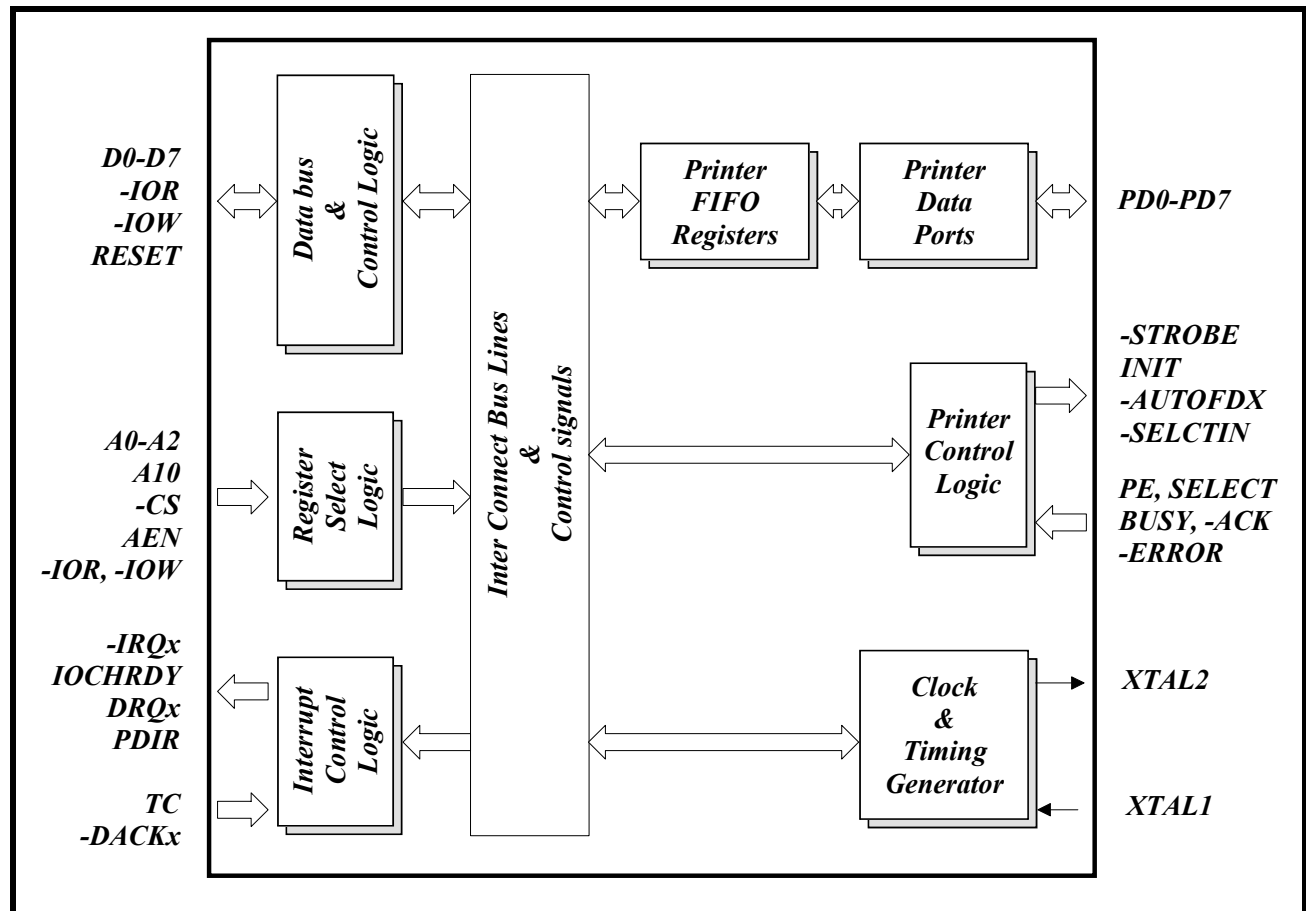 D0-D7
-IOR
-IOW
RESET
Data bus
&
Control Logic
A0-A2
A10
-CS
AEN
-IOR, -IOW
Register
Select
Logic
-IRQx
IOCHRDY
DRQx
PDIR
TC
-DACKx
Interrupt
Control
Logic
Inter Connect Bus Lines
&
Control signals
Printer
FIFO
Registers
Printer
Data
Ports
PD0-PD7
Printer
Control
Logic
-STROBE
INIT
-AUTOFDX
-SELCTIN
PE, SELECT
BUSY, -ACK
-ERROR
Clock
&
Timing
Generator
XTAL2
XTAL1